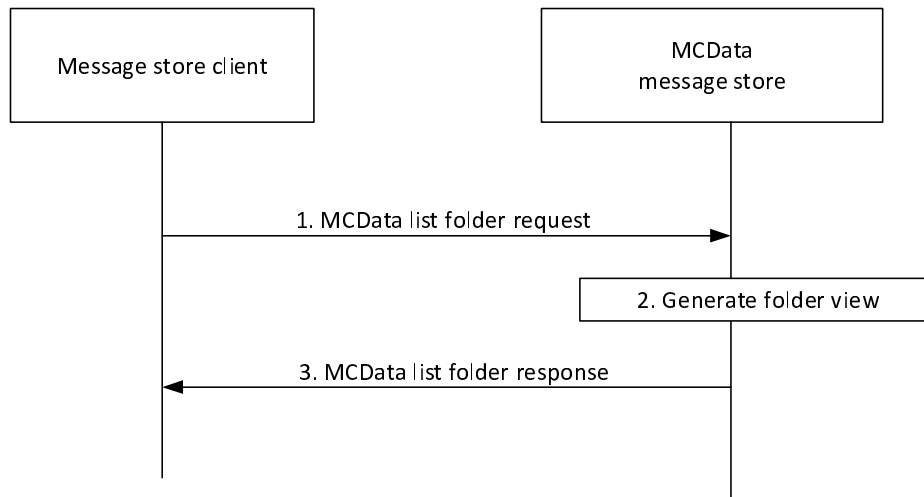 Message store client
MCData
message store
1. MCData list folder request
2. Generate folder view
3. MCData list folder response